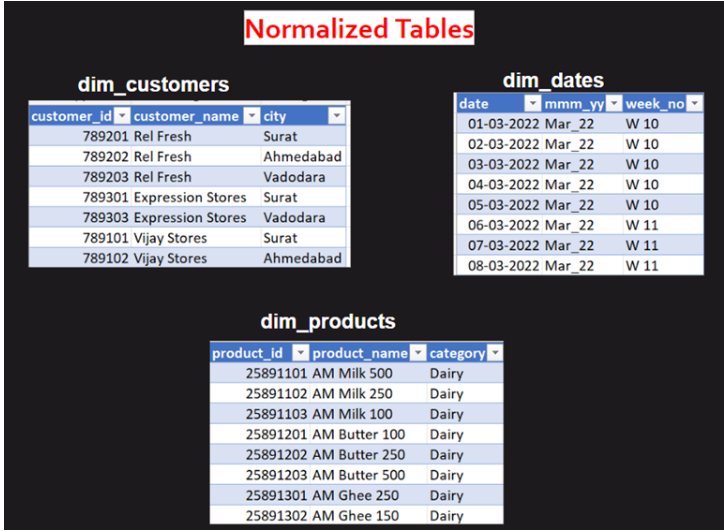 Normalized Tables
dim_customers
customer_id customer_name city
789201 Rel Fresh Surat
789202 Rel Fresh Ahmedabad
789203 Rel Fresh Vadodara
789301 Expression Stores Surat
789303 Expression Stores Vadodara
789101 Vijay Stores Surat
789102 Vijay Stores Ahmedabad
dim_dates
date mmm_yy week_no
01-03-2022 Mar_22 W 10
02-03-2022 Mar_22 W 10
03-03-2022 Mar_22 W 10
04-03-2022 Mar_22 W 10
05-03-2022 Mar_22 W 10
06-03-2022 Mar_22 W 11
07-03-2022 Mar_22 W 11
08-03-2022 Mar_22 W 11
dim_products
product_id product_name category
25891101 AM Milk 500 Dairy
25891102 AM Milk 250 Dairy
25891103 AM Milk 100 Dairy
25891201 AM Butter 100 Dairy
25891202 AM Butter 250 Dairy
25891203 AM Butter 500 Dairy
25891301 AM Ghee 250 Dairy
25891302 AM Ghee 150 Dairy